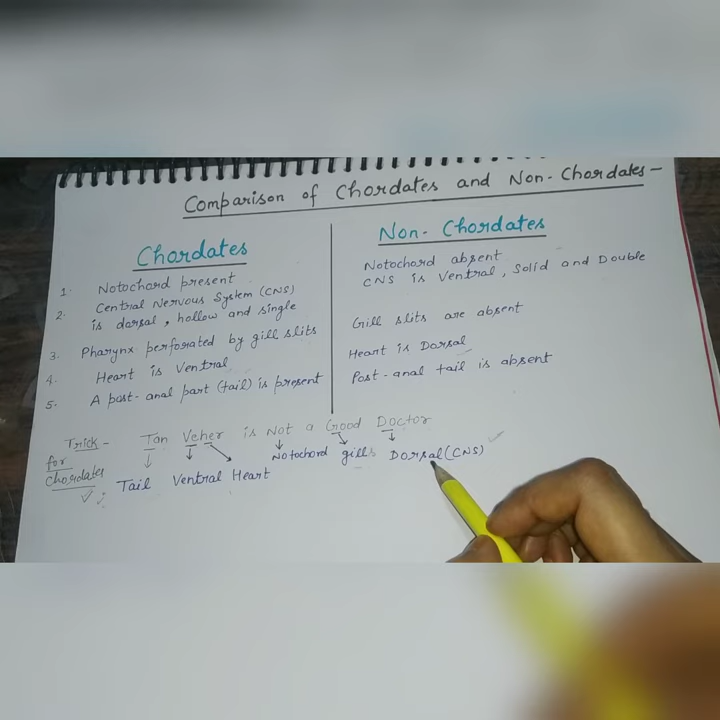 Comparison of Chordates and Non-Chordates -
Chordates
1. Notochord present
2. Central Nervous System (CNS)
is dorsal, hollow and single
3. Pharynx perforated by gill slits
4. Heart is Ventral
5. A post-anal part (tail) is present
Non-Chordates
Notochord absent
CNS is Ventral, Solid and Double
Gill slits are absent
Heart is Dorsal
Post-anal tail is absent
Trick - Tan Veher is Not a Good Doctor
for
Chordates
Notochord gills Dorsal (CNS)
Tail Ventral Heart